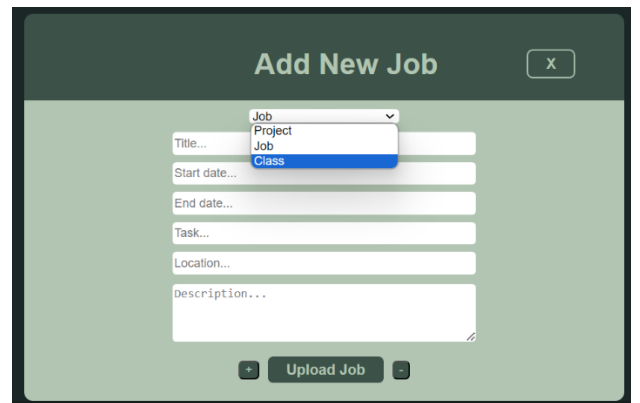 Add New Job
X
Job
Project
Job
Class
Title...
Start date...
End date...
Task...
Location...
Description...
+
Upload Job
-